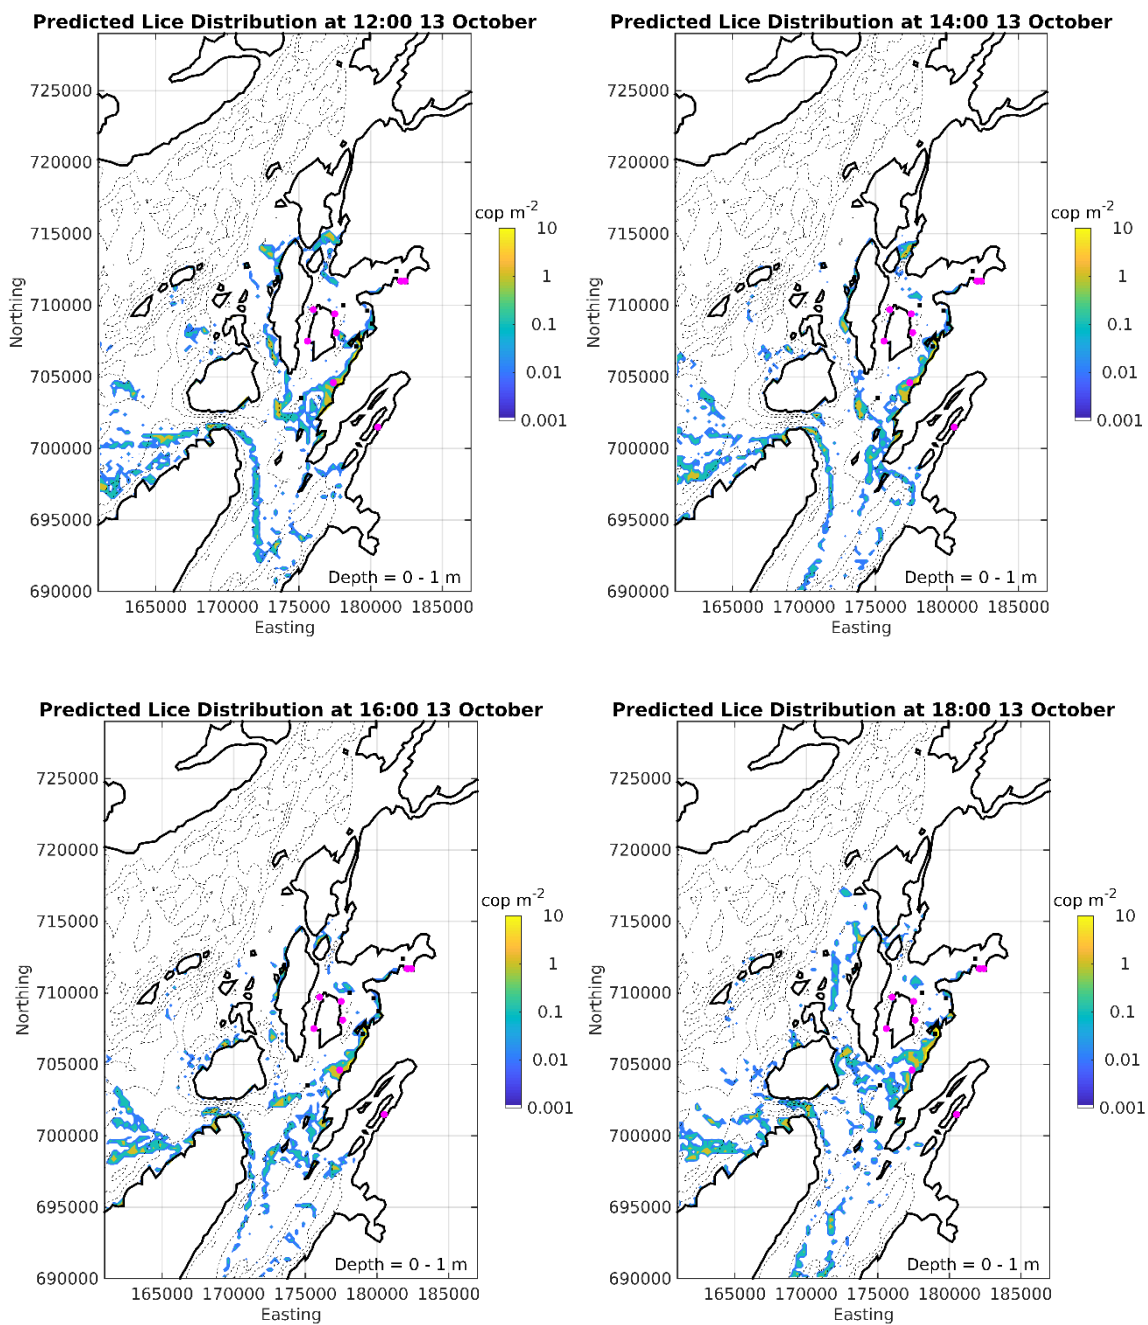 Predicted Lice Distribution at 12:00 13 October
725000
720000
715000
710000
705000
700000
695000
690000
Northing
165000 170000 175000 180000 185000
Easting
Depth = 0 - 1 m
cop m-2
10
1
0.1
0.01
0.001
Predicted Lice Distribution at 14:00 13 October
725000
720000
715000
710000
705000
700000
695000
690000
Northing
165000 170000 175000 180000 185000
Easting
Depth = 0 - 1 m
cop m-2
10
1
0.1
0.01
0.001
Predicted Lice Distribution at 16:00 13 October
725000
720000
715000
710000
705000
700000
695000
690000
Northing
165000 170000 175000 180000 185000
Easting
Depth = 0 - 1 m
cop m-2
10
1
0.1
0.01
0.001
Predicted Lice Distribution at 18:00 13 October
725000
720000
715000
710000
705000
700000
695000
690000
Northing
165000 170000 175000 180000 185000
Easting
Depth = 0 - 1 m
cop m-2
10
1
0.1
0.01
0.001